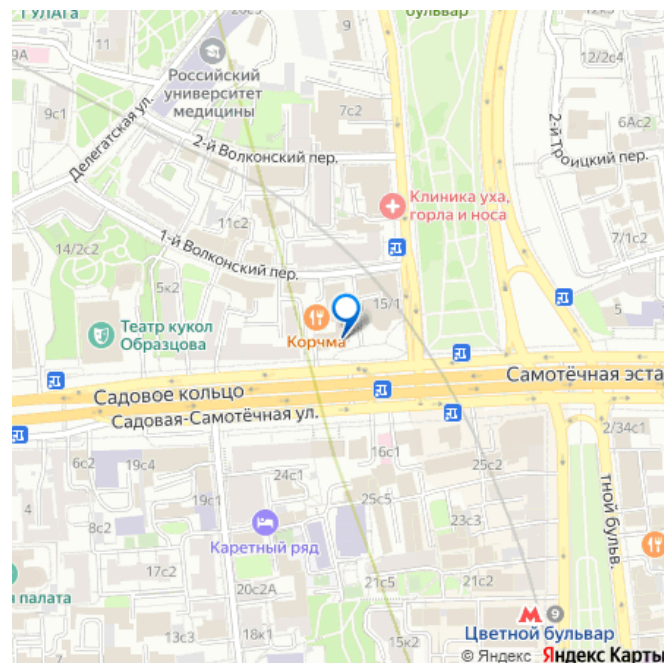 ГУЛАГа
бульвар
9
12/2с4
9А
Российский
университет
медицины
9с1
7с2
6Ас2
Делегатская ул.
2-й Волконский пер.
2-й Троицкий пер.
Клиника уха,
горла и носа
11с2
1-й Волконский пер.
14/2с2
7/1с2
5к2
15/1
5
Театр кукол
Образцова
Корчма
Самотёчная эста
Садовое кольцо
Садовая-Самотёчная ул.
2/34с1
16с1
6с2
19с4
24с1
25с2
19с1
25с5
8с2
23с3
тной бульв.
Каретный ряд
17с2
20с2А
21с5
21с2
я палата
18к1
13с3
15к2
9
Цветной бульвар
© Яндекс Яндекс Карты